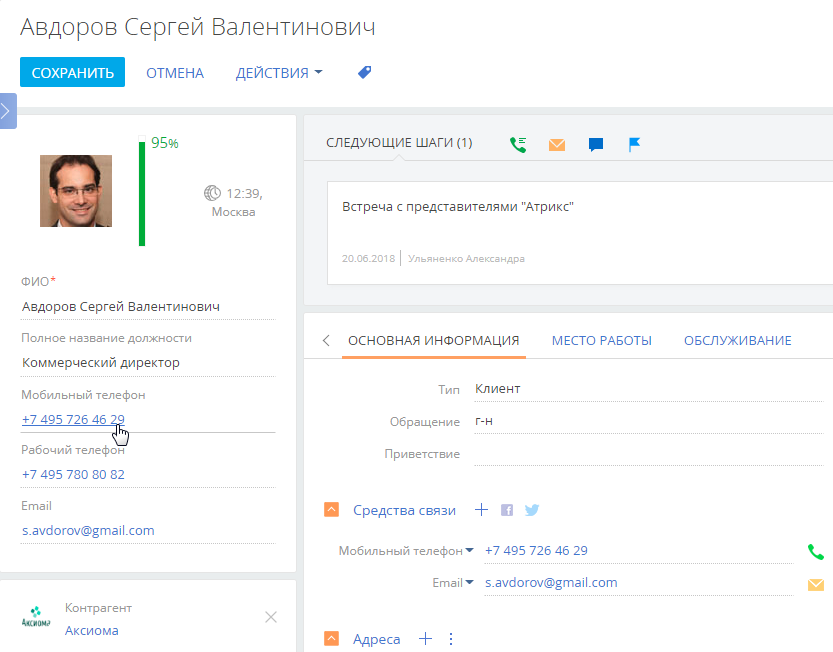 Авдоров Сергей Валентинович
СОХРАНИТЬ ОТМЕНА ДЕЙСТВИЯ
95%
12:39,
Москва
ФИО*
Авдоров Сергей Валентинович
Полное название должности
Коммерческий директор
Мобильный телефон
+7 495 726 46 29
Рабочий телефон
+7 495 780 80 82
Email
s.avdorov@gmail.com
Аксиома
Контрагент
Аксиома
СЛЕДУЮЩИЕ ШАГИ (1)
Встреча с представителями "Атрикс"
20.06.2018 Ульяненко Александра
ОСНОВНАЯ ИНФОРМАЦИЯ МЕСТО РАБОТЫ ОБСЛУЖИВАНИЕ
Тип Клиент
Обращение г-н
Приветствие
Средства связи
Мобильный телефон +7 495 726 46 29
Email s.avdorov@gmail.com
Адреса